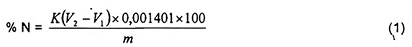 % N = K(V₂ - V₁) × 0,001401 × 100 / m (1)